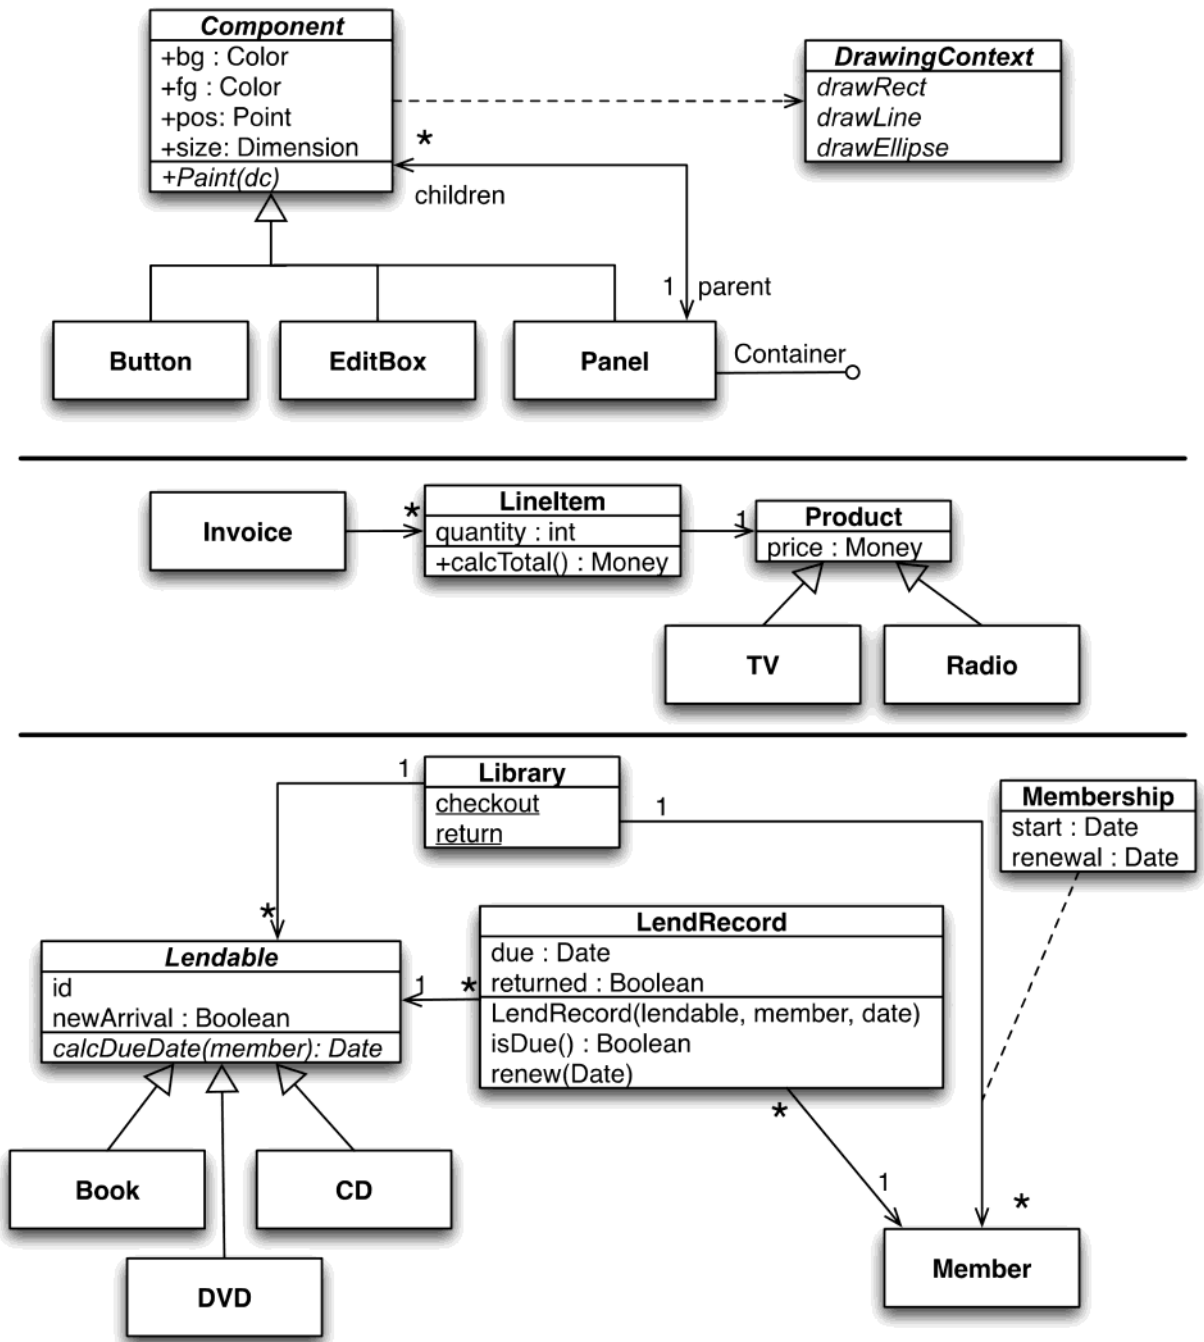 Component
+bg : Color
+fg : Color
+pos: Point
+size: Dimension
+Paint(dc)
DrawingContext
drawRect
drawLine
drawEllipse
*
children
1 parent
Button
EditBox
Panel
Container
Invoice
*
LineItem
quantity : int
+calcTotal() : Money
1
Product
price : Money
TV
Radio
1
Library
checkout
return
1
Membership
start : Date
renewal : Date
*
Lendable
id
newArrival : Boolean
calcDueDate(member): Date
1
*
LendRecord
due : Date
returned : Boolean
LendRecord(lendable, member, date)
isDue() : Boolean
renew(Date)
*
1
*
Book
CD
DVD
Member